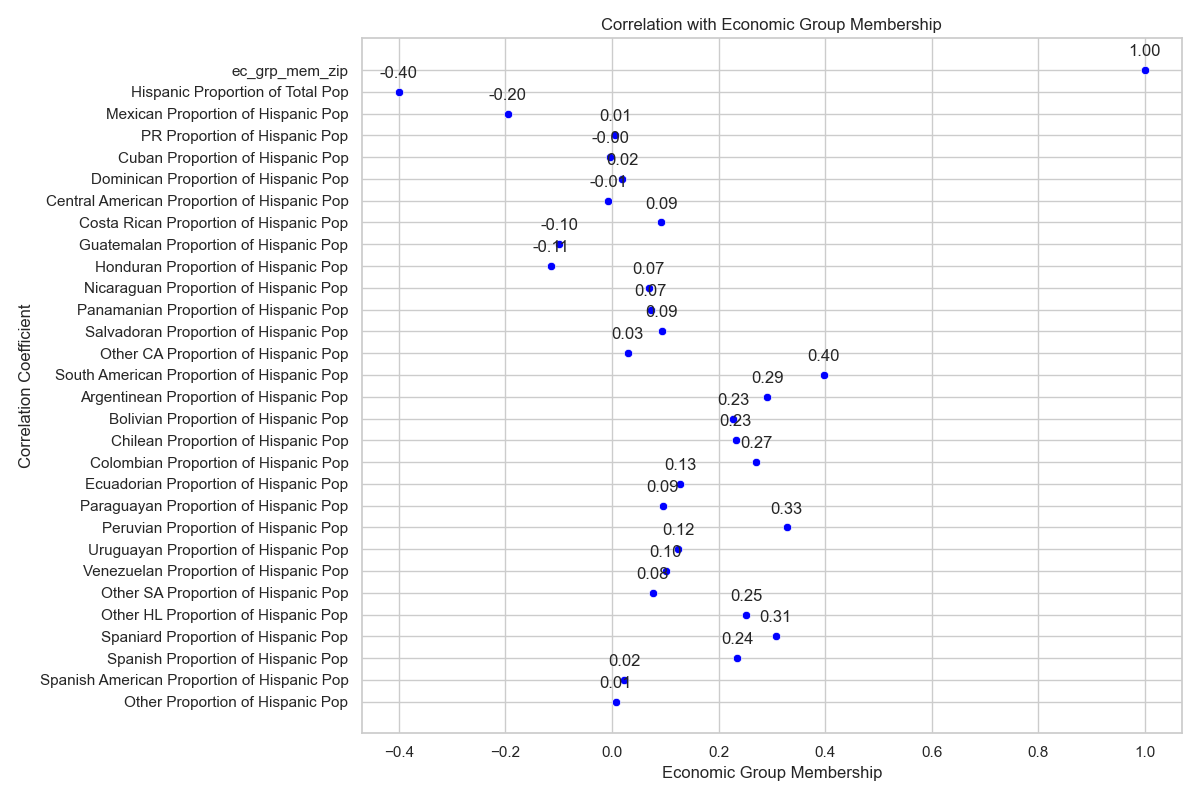 Correlation with Economic Group Membership
ec_grp_mem_zip
Hispanic Proportion of Total Pop
Mexican Proportion of Hispanic Pop
PR Proportion of Hispanic Pop
Cuban Proportion of Hispanic Pop
Dominican Proportion of Hispanic Pop
Central American Proportion of Hispanic Pop
Costa Rican Proportion of Hispanic Pop
Guatemalan Proportion of Hispanic Pop
Honduran Proportion of Hispanic Pop
Nicaraguan Proportion of Hispanic Pop
Panamanian Proportion of Hispanic Pop
Salvadoran Proportion of Hispanic Pop
Other CA Proportion of Hispanic Pop
South American Proportion of Hispanic Pop
Argentinean Proportion of Hispanic Pop
Bolivian Proportion of Hispanic Pop
Chilean Proportion of Hispanic Pop
Colombian Proportion of Hispanic Pop
Ecuadorian Proportion of Hispanic Pop
Paraguayan Proportion of Hispanic Pop
Peruvian Proportion of Hispanic Pop
Uruguayan Proportion of Hispanic Pop
Venezuelan Proportion of Hispanic Pop
Other SA Proportion of Hispanic Pop
Other HL Proportion of Hispanic Pop
Spaniard Proportion of Hispanic Pop
Spanish Proportion of Hispanic Pop
Spanish American Proportion of Hispanic Pop
Other Proportion of Hispanic Pop
Correlation Coefficient
1.00
-0.40
-0.20
0.01
-0.00
0.02
-0.01
0.09
-0.10
-0.11
0.07
0.07
0.09
0.03
0.40
0.29
0.23
0.23
0.27
0.13
0.09
0.33
0.12
0.10
0.08
0.25
0.31
0.24
0.02
0.01
−0.4 −0.2 0.0 0.2 0.4 0.6 0.8 1.0
Economic Group Membership